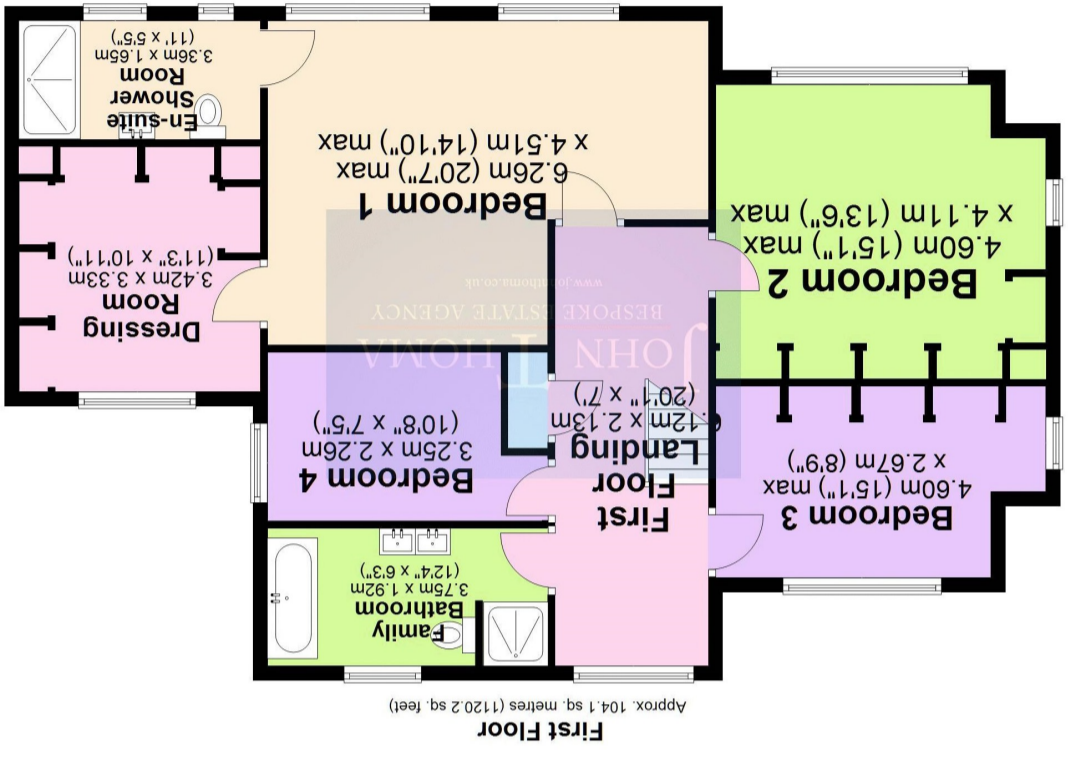 First Floor
Approx. 104.1 sq. metres (1120.2 sq. feet)
Family
Bathroom
3.75m x 1.92m
(12'4" x 6'3")
Bedroom 3
4.60m (15'1") max
x 2.67m (8'9")
First
Floor
Landing
6.12m x 2.13m
(20'1" x 7')
Bedroom 4
3.25m x 2.26m
(10'8" x 7'5")
JOHN THOMA
BESPOKE ESTATE AGENCY
www.johnthoma.co.uk
Dressing
Room
3.42m x 3.33m
(11'3" x 10'11")
Bedroom 2
4.60m (15'1") max
x 4.11m (13'6") max
Bedroom 1
6.26m (20'7") max
x 4.51m (14'10") max
En-suite
Shower
Room
3.36m x 1.65m
(11' x 5'5")